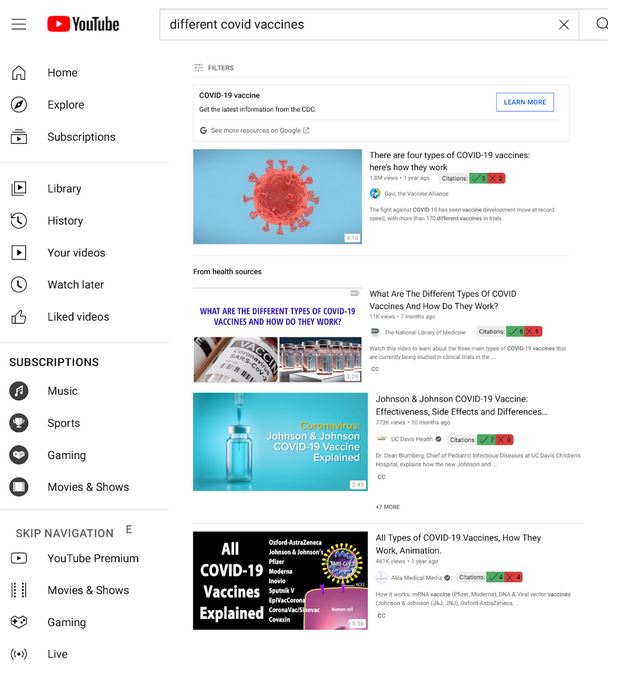 YouTube
different covid vaccines
Home
Explore
Subscriptions
Library
History
Your videos
Watch later
Liked videos
SUBSCRIPTIONS
Music
Sports
Gaming
Movies & Shows
SKIP NAVIGATION E
YouTube Premium
Movies & Shows
Gaming
Live
FILTERS
COVID-19 vaccine
Get the latest information from the CDC.
LEARN MORE
See more resources on Google
4:16
There are four types of COVID-19 vaccines:
here's how they work
1.8M views • 1 year ago Citations: 3 2
Gavi, the Vaccine Alliance
The fight against COVID-19 has seen vaccine development move at record
speed, with more than 170 different vaccines in trials.
From health sources
WHAT ARE THE DIFFERENT TYPES OF COVID-19
VACCINES AND HOW DO THEY WORK?
VACCINE
Coronavirus
SARS-CoV-2
3:29
What Are The Different Types Of COVID
Vaccines And How Do They Work?
11K views • 7 months ago
The National Library of Medicine Citations: 6 1
Watch this video to learn about the three main types of COVID-19 vaccines that
are currently being studied in clinical trials in the ...
CC
Coronavirus:
Johnson & Johnson
COVID-19 Vaccine
Explained
2:45
Johnson & Johnson COVID-19 Vaccine:
Effectiveness, Side Effects and Differences...
773K views • 10 months ago
UC Davis Health Citations: 7 0
Dr. Dean Blumberg, Chief of Pediatric Infectious Diseases at UC Davis Children's
Hospital, explains how the new Johnson and ...
CC
+7 MORE
All
COVID-19
Vaccines
Explained
Oxford-AstraZeneca
Johnson & Johnson's
Pfizer
Moderna
Inovio
Sputnik V
EpiVacCorona
CoronaVac/Sinovac
Covaxin
SARS-CoV-2
ACE2
Human cell
5:56
All Types of COVID-19 Vaccines, How They
Work, Animation.
461K views • 1 year ago
Alila Medical Media Citations: 4 4
How it works. mRNA vaccine (Pfizer, Moderna), DNA & Viral vector vaccines
(Johnson & Johnson (J&J, JNJ), Oxford-AstraZeneca, ...
CC